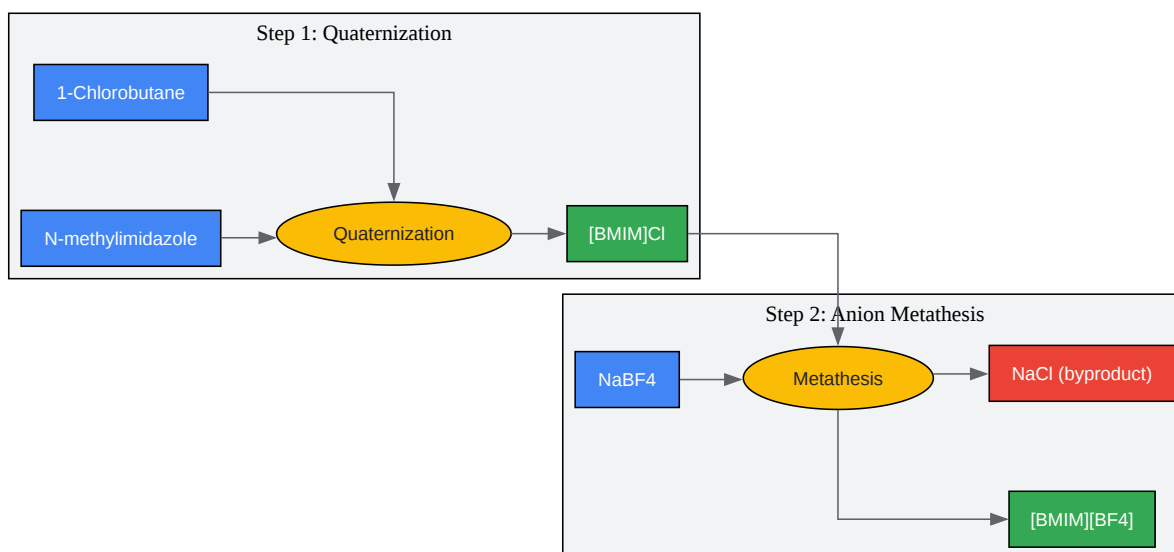 Step 1: Quaternization
1-Chlorobutane
N-methylimidazole
Quaternization
[BMIM]Cl
Step 2: Anion Metathesis
NaBF4
Metathesis
NaCl (byproduct)
[BMIM][BF4]